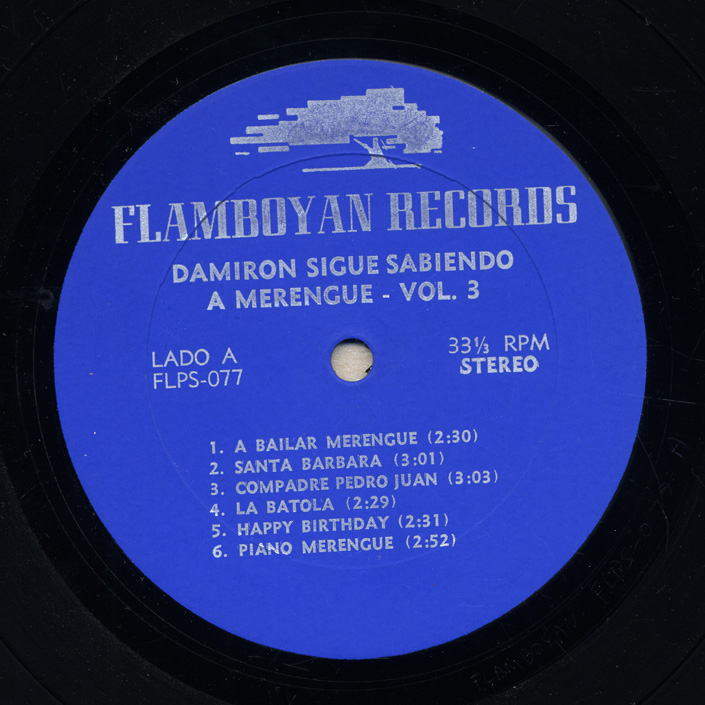 FLAMBOYAN RECORDS
DAMIRON SIGUE SABIENDO
A MERENGUE - VOL. 3
LADO A
FLPS-077
33⅓ RPM
STEREO
1. A BAILAR MERENGUE (2:30)
2. SANTA BARBARA (3:01)
3. COMPADRE PEDRO JUAN (3:03)
4. LA BATOLA (2:29)
5. HAPPY BIRTHDAY (2:31)
6. PIANO MERENGUE (2:52)
FLAMBOYAN FLPS-